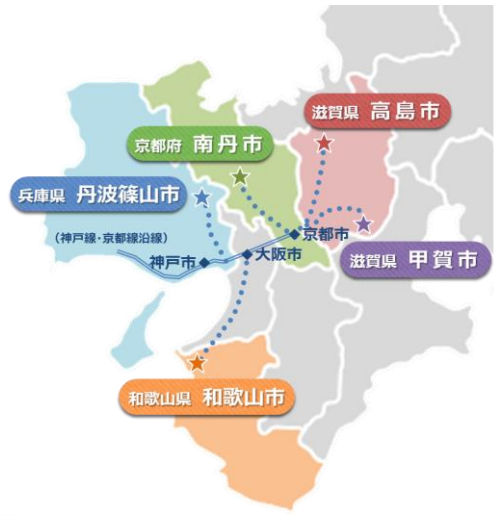 滋賀県 高島市
京都府 南丹市
兵庫県 丹波篠山市
京都市
(神戸線・京都線沿線)
大阪市
神戸市
滋賀県 甲賀市
和歌山県 和歌山市